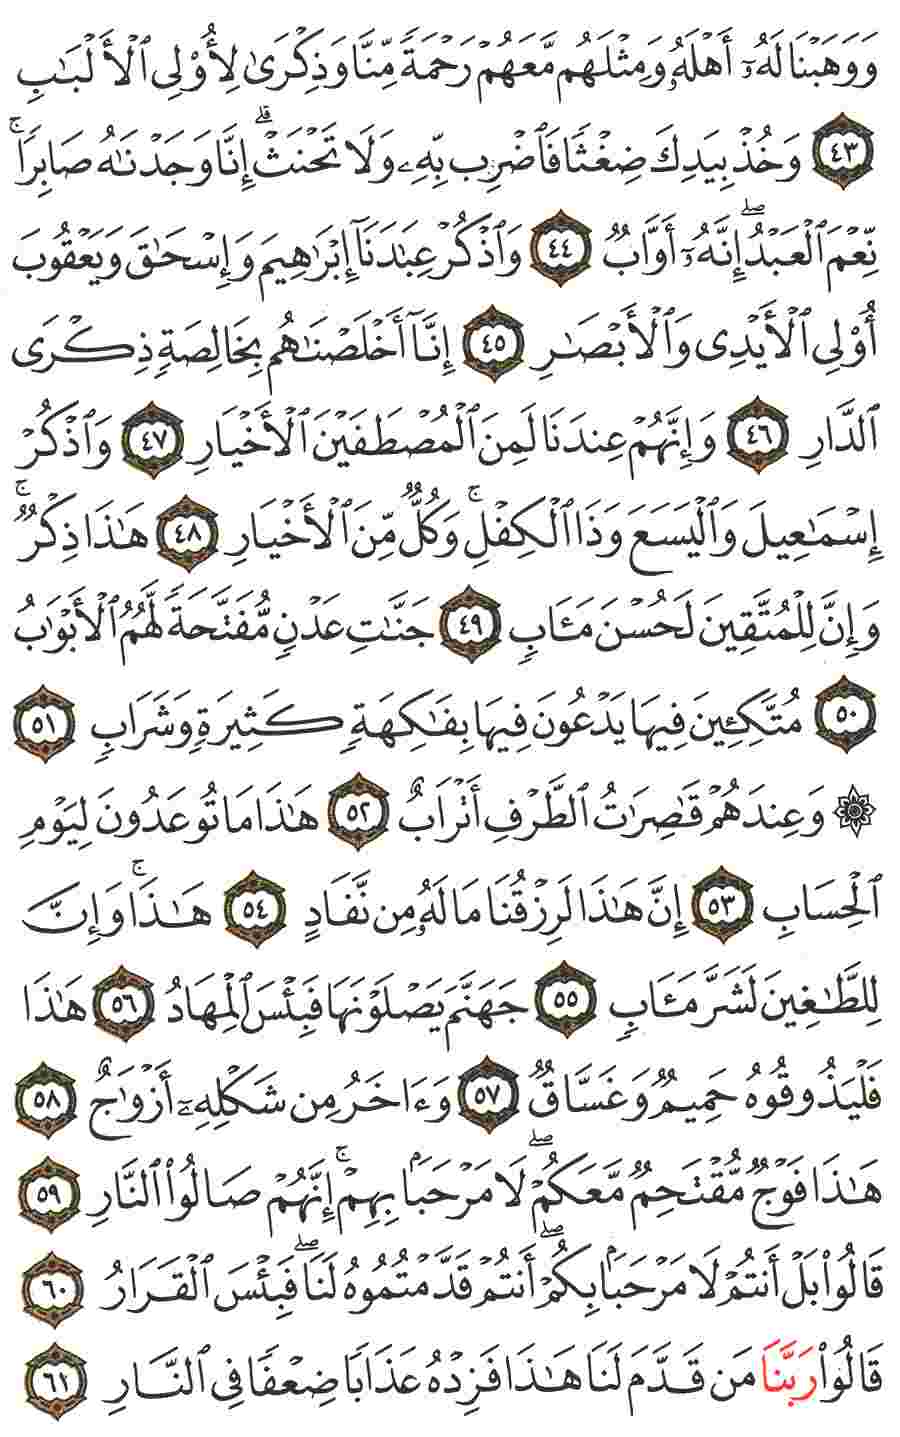 وَوَهَبْنَا لَهُۥٓ أَهْلَهُۥ وَمِثْلَهُم مَّعَهُمْ رَحْمَةً مِّنَّا وَذِكْرَىٰ لِأُو۟لِى ٱلْأَلْبَٰبِ
﴿٤٣﴾ وَخُذْ بِيَدِكَ ضِغْثًا فَٱضْرِب بِّهِۦ وَلَا تَحْنَثْ ۗ إِنَّا وَجَدْنَٰهُ صَابِرًا ۚ
نِّعْمَ ٱلْعَبْدُ ۖ إِنَّهُۥٓ أَوَّابٌ ﴿٤٤﴾ وَٱذْكُرْ عِبَٰدَنَآ إِبْرَٰهِيمَ وَإِسْحَٰقَ وَيَعْقُوبَ
أُو۟لِى ٱلْأَيْدِى وَٱلْأَبْصَٰرِ ﴿٤٥﴾ إِنَّآ أَخْلَصْنَٰهُم بِخَالِصَةٍ ذِكْرَى
ٱلدَّارِ ﴿٤٦﴾ وَإِنَّهُمْ عِندَنَا لَمِنَ ٱلْمُصْطَفَيْنَ ٱلْأَخْيَارِ ﴿٤٧﴾ وَٱذْكُرْ
إِسْمَٰعِيلَ وَٱلْيَسَعَ وَذَا ٱلْكِفْلِ ۖ وَكُلٌّ مِّنَ ٱلْأَخْيَارِ ﴿٤٨﴾ هَٰذَا ذِكْرٌ ۚ
وَإِنَّ لِلْمُتَّقِينَ لَحُسْنَ مَـَٔابٍ ﴿٤٩﴾ جَنَّٰتِ عَدْنٍ مُّفَتَّحَةً لَّهُمُ ٱلْأَبْوَٰبُ
﴿٥٠﴾ مُتَّكِـِٔينَ فِيهَا يَدْعُونَ فِيهَا بِفَٰكِهَةٍ كَثِيرَةٍ وَشَرَابٍ ﴿٥١﴾
۞ وَعِندَهُمْ قَٰصِرَٰتُ ٱلطَّرْفِ أَتْرَابٌ ﴿٥٢﴾ هَٰذَا مَا تُوعَدُونَ لِيَوْمِ
ٱلْحِسَابِ ﴿٥٣﴾ إِنَّ هَٰذَا لَرِزْقُنَا مَا لَهُۥ مِن نَّفَادٍ ﴿٥٤﴾ هَٰذَا ۚ وَإِنَّ
لِلطَّٰغِينَ لَشَرَّ مَـَٔابٍ ﴿٥٥﴾ جَهَنَّمَ يَصْلَوْنَهَا فَبِئْسَ ٱلْمِهَادُ ﴿٥٦﴾ هَٰذَا
فَلْيَذُوقُوهُ حَمِيمٌ وَغَسَّاقٌ ﴿٥٧﴾ وَءَاخَرُ مِن شَكْلِهِۦٓ أَزْوَٰجٌ ﴿٥٨﴾
هَٰذَا فَوْجٌ مُّقْتَحِمٌ مَّعَكُمْ ۖ لَا مَرْحَبًۢا بِهِمْ ۚ إِنَّهُمْ صَالُوا۟ ٱلنَّارِ ﴿٥٩﴾
قَالُوا۟ بَلْ أَنتُمْ لَا مَرْحَبًۢا بِكُمْ ۖ أَنتُمْ قَدَّمْتُمُوهُ لَنَا ۖ فَبِئْسَ ٱلْقَرَارُ ﴿٦٠﴾
قَالُوا۟ رَبَّنَا مَن قَدَّمَ لَنَا هَٰذَا فَزِدْهُ عَذَابًا ضِعْفًا فِى ٱلنَّارِ ﴿٦١﴾